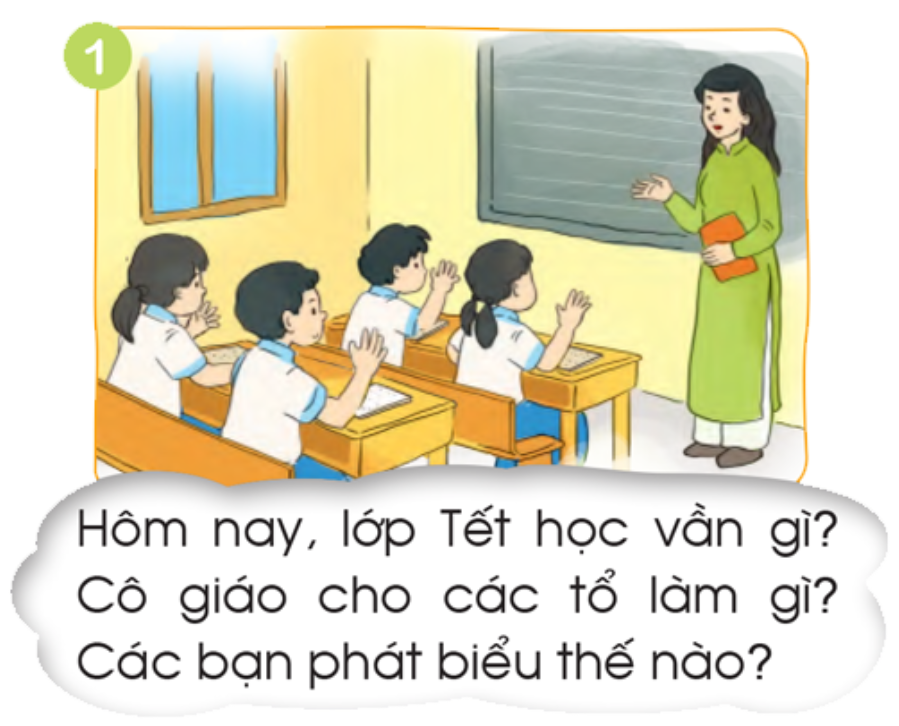 1
Hôm nay, lớp Tết học vần gì?
Cô giáo cho các tổ làm gì?
Các bạn phát biểu thế nào?